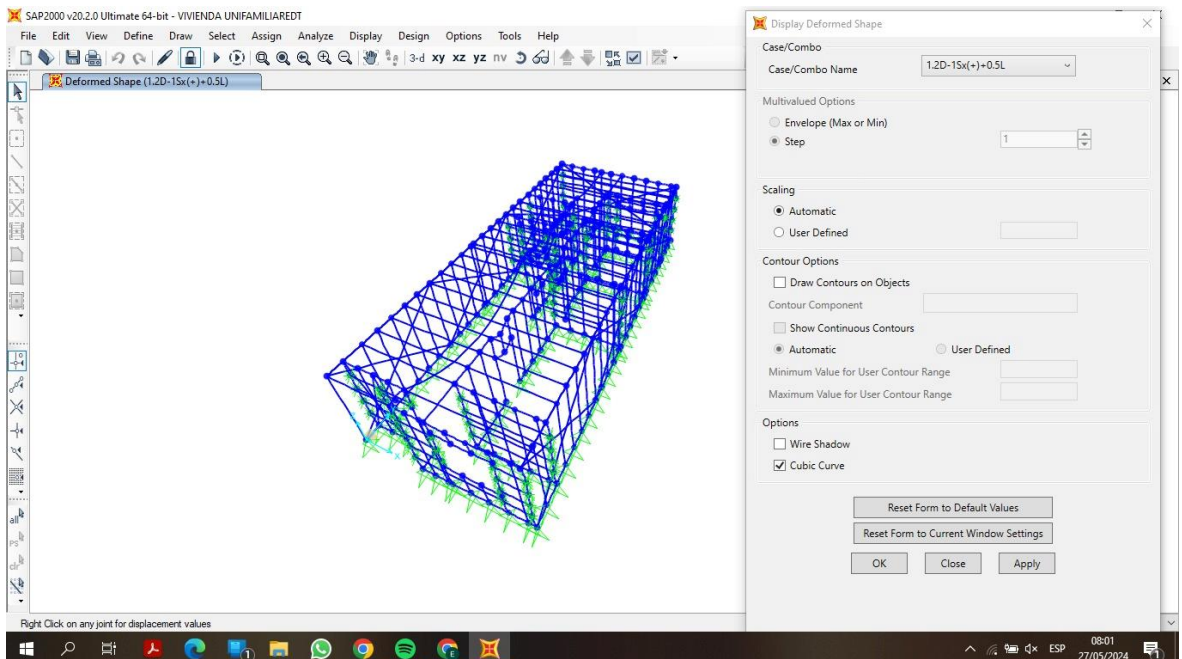 SAP2000 v20.2.0 Ultimate 64-bit - VIVIENDA UNIFAMILIAREDT
File Edit View Define Draw Select Assign Analyze Display Design Options Tools Help
3-d xy xz yz nv
Deformed Shape (1.2D-1Sx(+)+0.5L)
all
PS
clr
Right Click on any joint for displacement values
Display Deformed Shape
Case/Combo
Case/Combo Name 1.2D-1Sx(+)+0.5L
Multivalued Options
Envelope (Max or Min)
Step 1
Scaling
Automatic
User Defined
Contour Options
Draw Contours on Objects
Contour Component
Show Continuous Contours
Automatic User Defined
Minimum Value for User Contour Range
Maximum Value for User Contour Range
Options
Wire Shadow
Cubic Curve
Reset Form to Default Values
Reset Form to Current Window Settings
OK Close Apply
ESP
08:01
27/05/2024